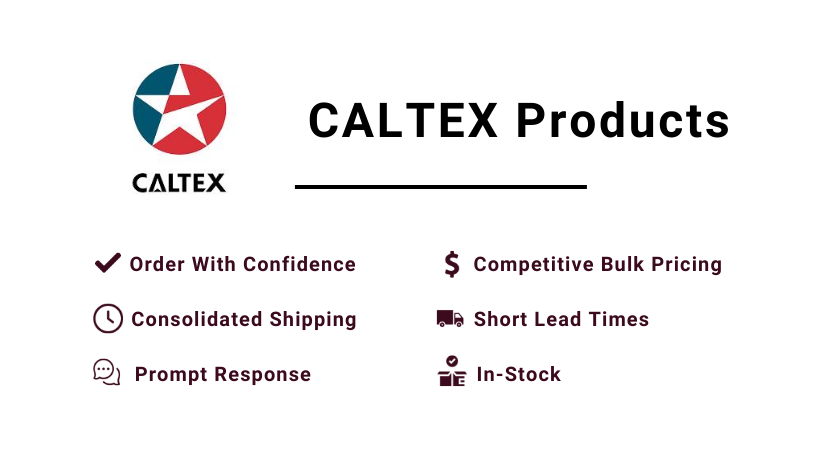 CALTEX Products
CALTEX
Order With Confidence
Competitive Bulk Pricing
Consolidated Shipping
Short Lead Times
Prompt Response
In-Stock